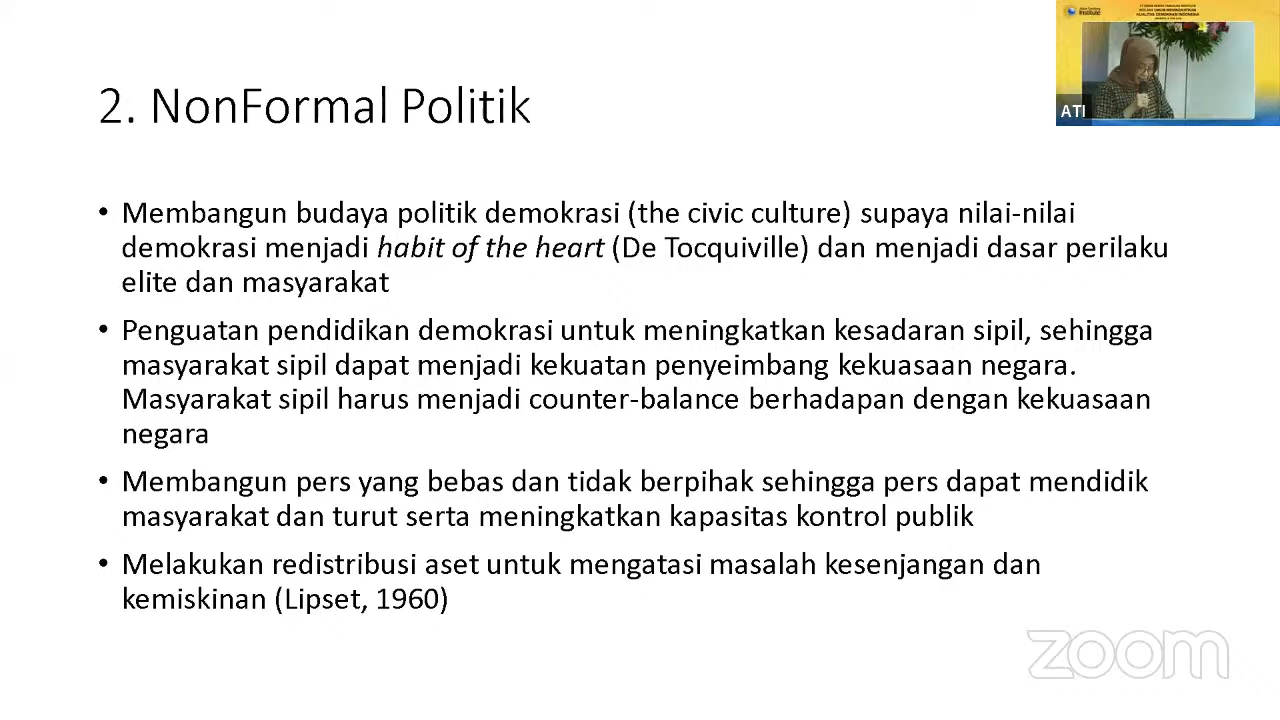 2. NonFormal Politik
• Membangun budaya politik demokrasi (the civic culture) supaya nilai-nilai
demokrasi menjadi habit of the heart (De Tocquiville) dan menjadi dasar perilaku
elite dan masyarakat
• Penguatan pendidikan demokrasi untuk meningkatkan kesadaran sipil, sehingga
masyarakat sipil dapat menjadi kekuatan penyeimbang kekuasaan negara.
Masyarakat sipil harus menjadi counter-balance berhadapan dengan kekuasaan
negara
• Membangun pers yang bebas dan tidak berpihak sehingga pers dapat mendidik
masyarakat dan turut serta meningkatkan kapasitas kontrol publik
• Melakukan redistribusi aset untuk mengatasi masalah kesenjangan dan
kemiskinan (Lipset, 1960)
Institute
KUALITAS DEMOKRASI INDONESIA
ATI
zoom